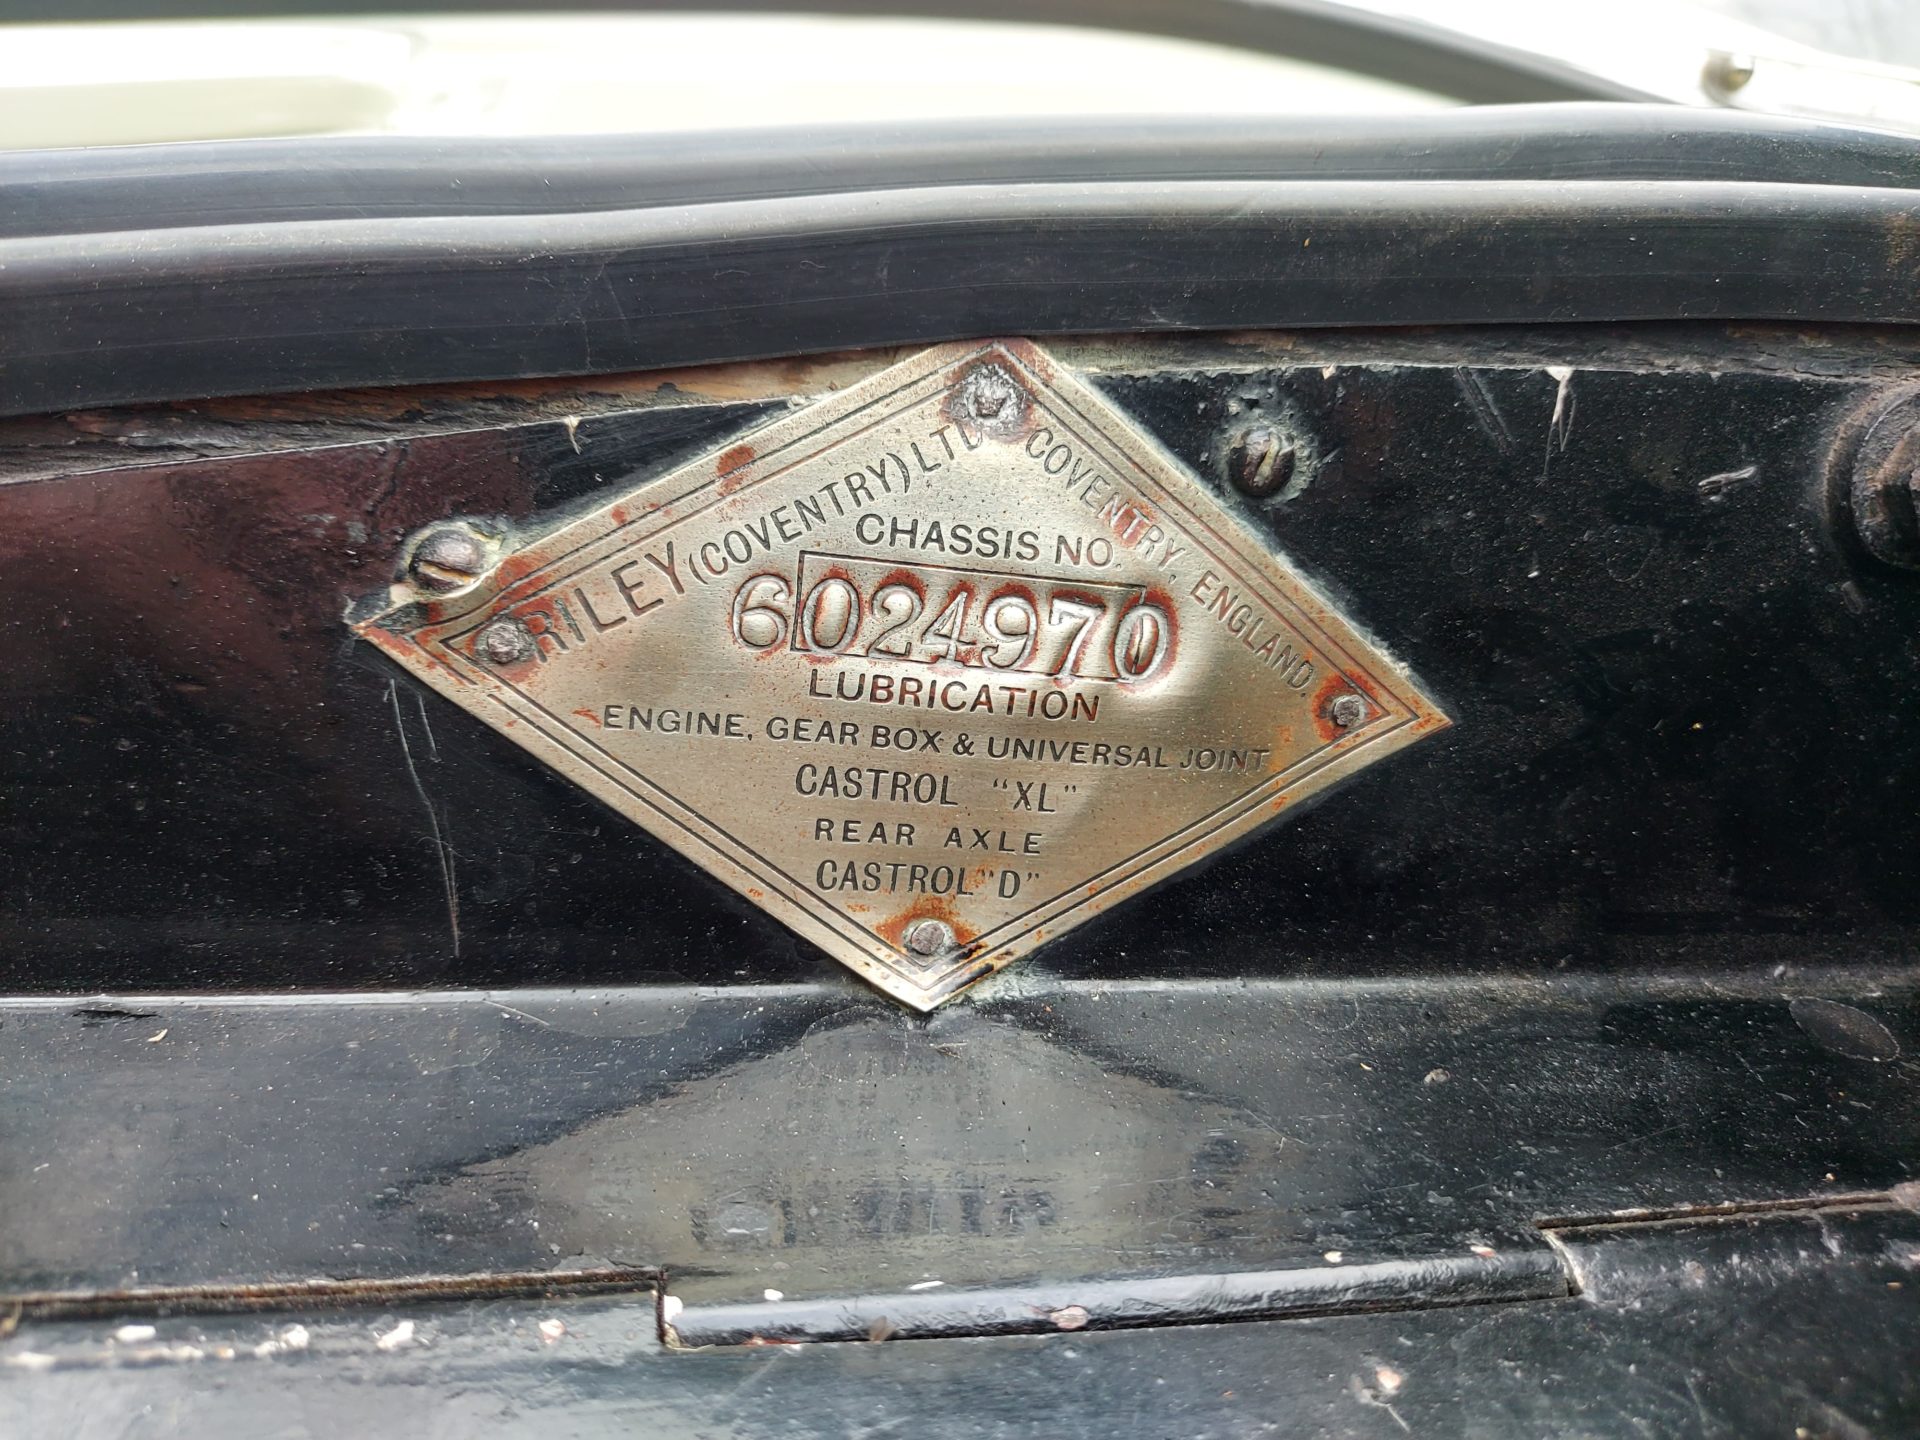 RILEY (COVENTRY) LTD COVENTRY, ENGLAND.
CHASSIS NO.
6024970
LUBRICATION
ENGINE, GEAR BOX & UNIVERSAL JOINT
CASTROL "XL"
REAR AXLE
CASTROL "D"